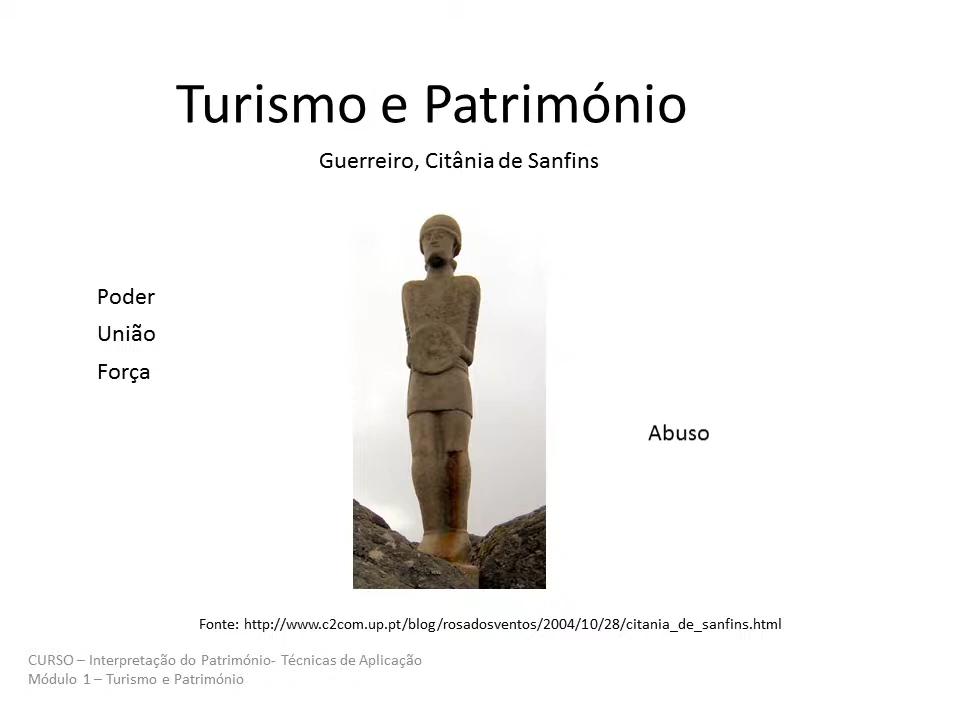 Turismo e Património
Guerreiro, Citânia de Sanfins
Poder
União
Força
Abuso
Fonte: http://www.c2com.up.pt/blog/rosadosventos/2004/10/28/citania_de_sanfins.html
CURSO – Interpretação do Património- Técnicas de Aplicação
Módulo 1 – Turismo e Património